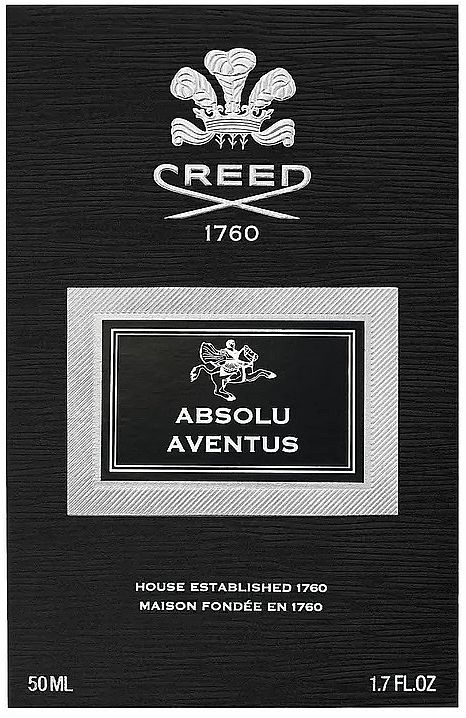 CREED
1760
ABSOLU
AVENTUS
HOUSE ESTABLISHED 1760
MAISON FONDÉE EN 1760
50 ML 1.7 FL.OZ